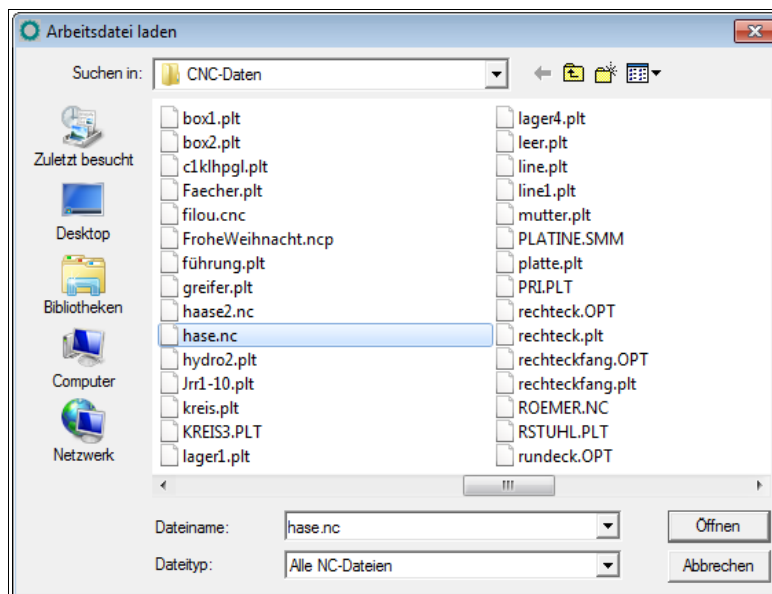 Arbeitsdatei laden
Suchen in: CNC-Daten
Zuletzt besucht
Desktop
Bibliotheken
Computer
Netzwerk
box1.plt
box2.plt
c1klhpgl.plt
Faecher.plt
filou.cnc
FroheWeihnacht.ncp
führung.plt
greifer.plt
haase2.nc
hase.nc
hydro2.plt
Jrr1-10.plt
kreis.plt
KREIS3.PLT
lager1.plt
lager4.plt
leer.plt
line.plt
line1.plt
mutter.plt
PLATINE.SMM
platte.plt
PRI.PLT
rechteck.OPT
rechteck.plt
rechteckfang.OPT
rechteckfang.plt
ROEMER.NC
RSTUHL.PLT
rundeck.OPT
Dateiname: hase.nc Öffnen
Dateityp: Alle NC-Dateien Abbrechen